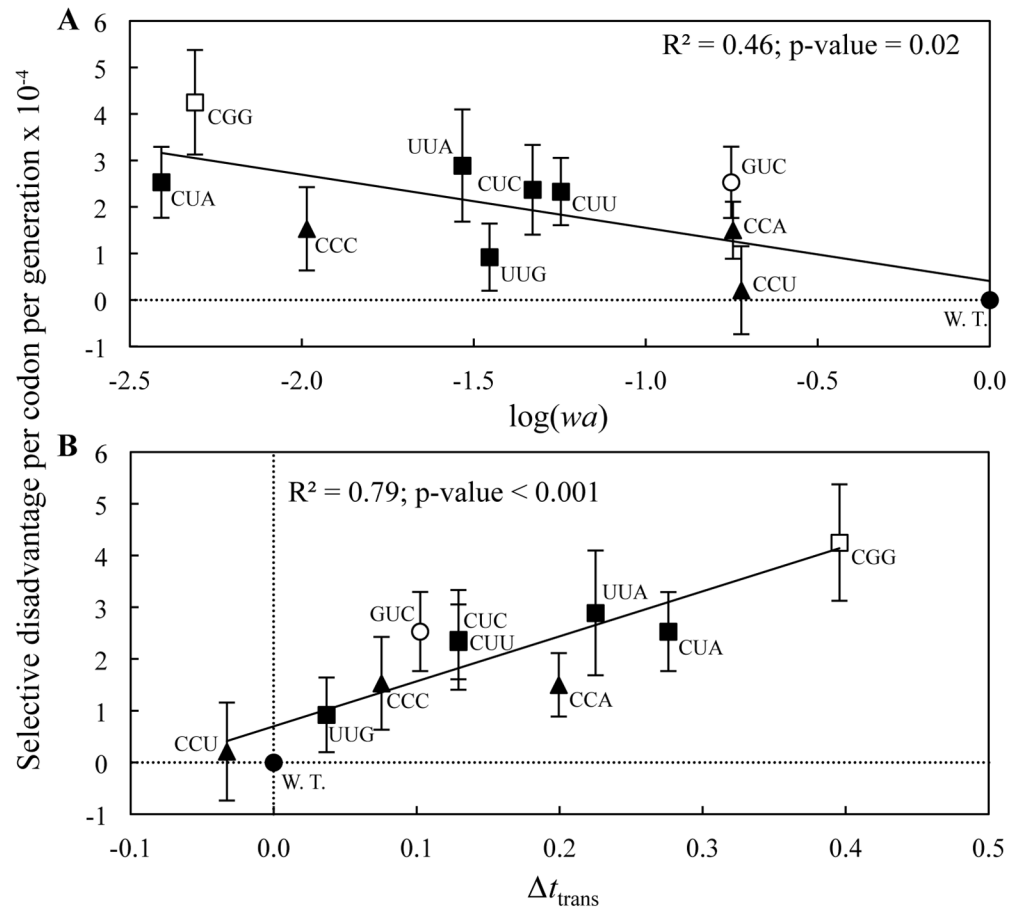 A
R² = 0.46; p-value = 0.02
6
5
4
3
2
1
0
-1
CGG
CUA
CCC
UUA
CUC
CUU
UUG
GUC
CCA
CCU
W. T.
-2.5 -2.0 -1.5 -1.0 -0.5 0.0
log(wa)
Selective disadvantage per codon per generation x 10⁻⁴
B
R² = 0.79; p-value < 0.001
6
5
4
3
2
1
0
-1
CGG
UUA
GUC
CUC
CUU
CUA
CCC
CCA
UUG
CCU
W. T.
-0.1 0.0 0.1 0.2 0.3 0.4 0.5
Δt trans